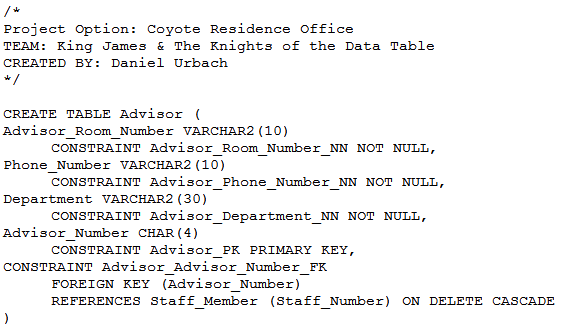 /*
Project Option: Coyote Residence Office
TEAM: King James & The Knights of the Data Table
CREATED BY: Daniel Urbach
*/

CREATE TABLE Advisor (
Advisor_Room_Number VARCHAR2(10)
CONSTRAINT Advisor_Room_Number_NN NOT NULL,
Phone_Number VARCHAR2(10)
CONSTRAINT Advisor_Phone_Number_NN NOT NULL,
Department VARCHAR2(30)
CONSTRAINT Advisor_Department_NN NOT NULL,
Advisor_Number CHAR(4)
CONSTRAINT Advisor_PK PRIMARY KEY,
CONSTRAINT Advisor_Advisor_Number_FK
FOREIGN KEY (Advisor_Number)
REFERENCES Staff_Member (Staff_Number) ON DELETE CASCADE
)